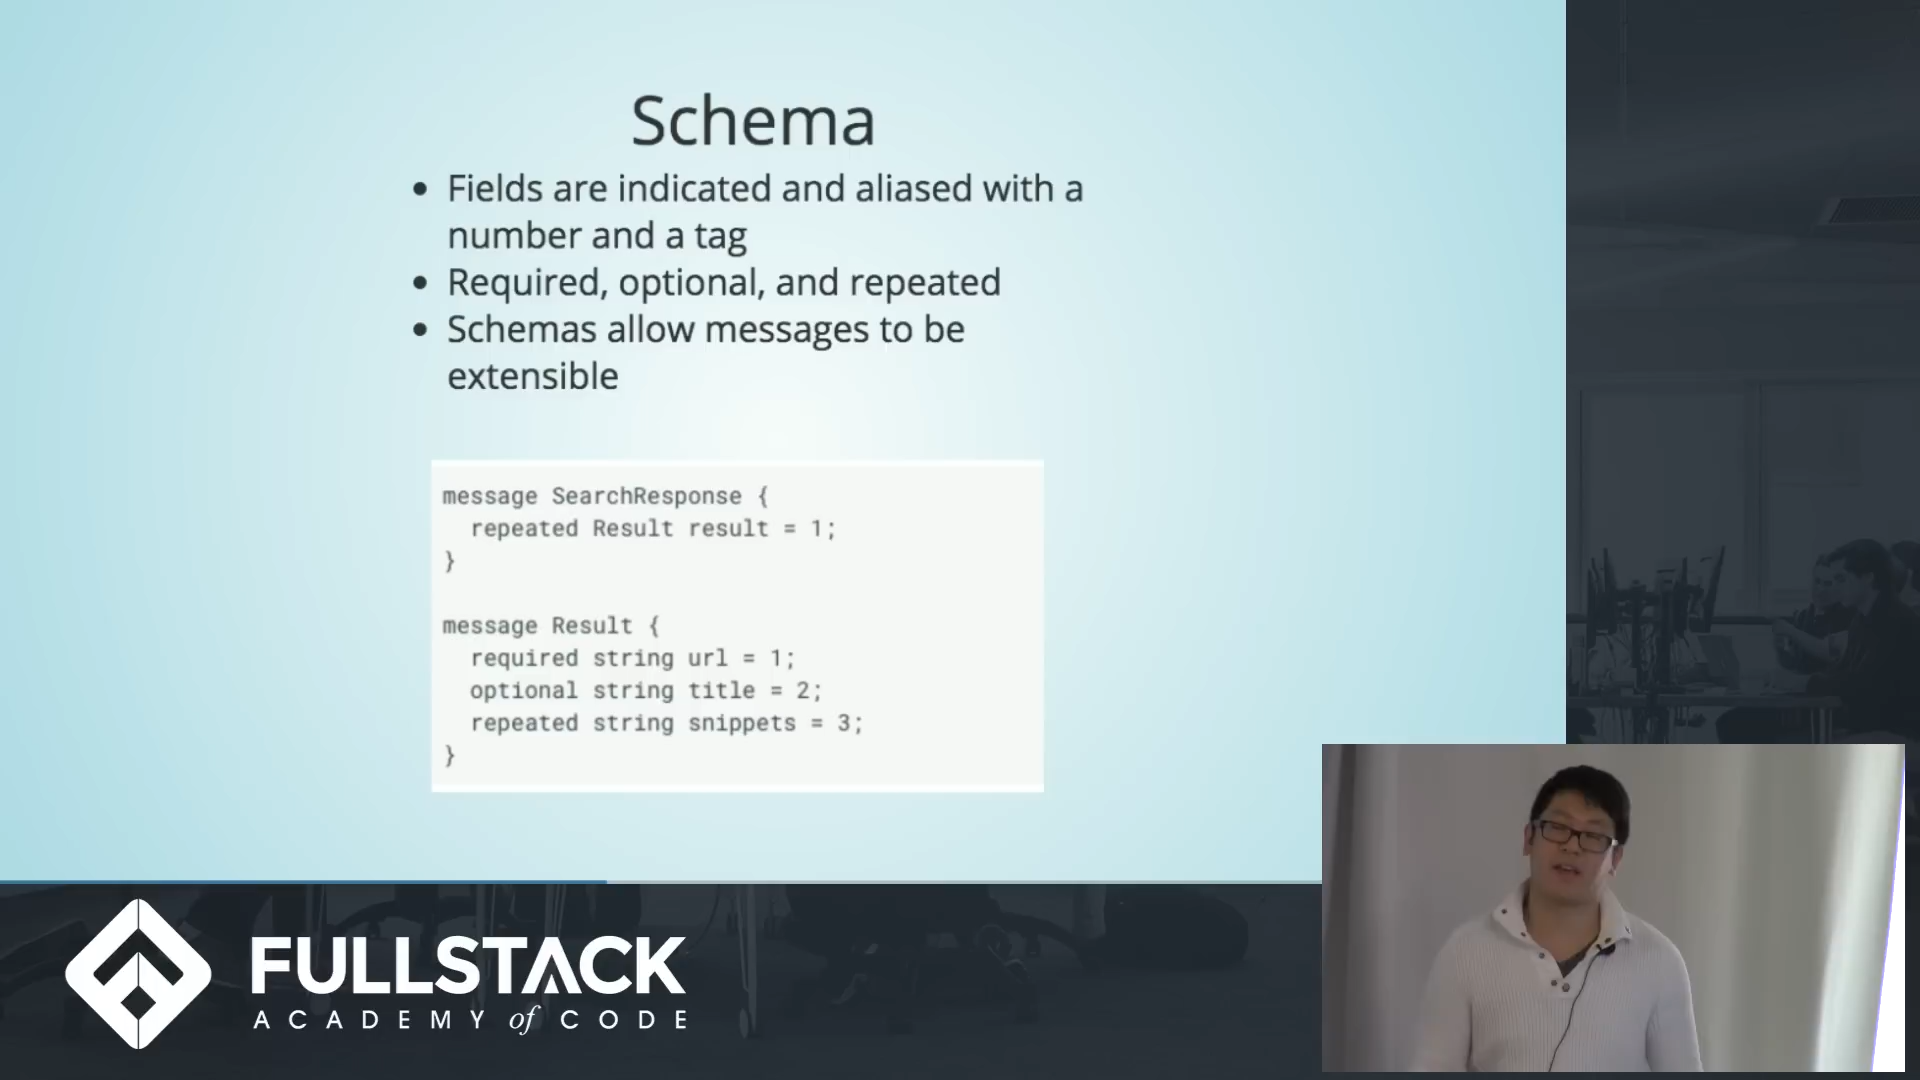 Schema
• Fields are indicated and aliased with a
number and a tag
• Required, optional, and repeated
• Schemas allow messages to be
extensible
message SearchResponse {
  repeated Result result = 1;
}
message Result {
  required string url = 1;
  optional string title = 2;
  repeated string snippets = 3;
}
FULLSTACK
ACADEMY of CODE